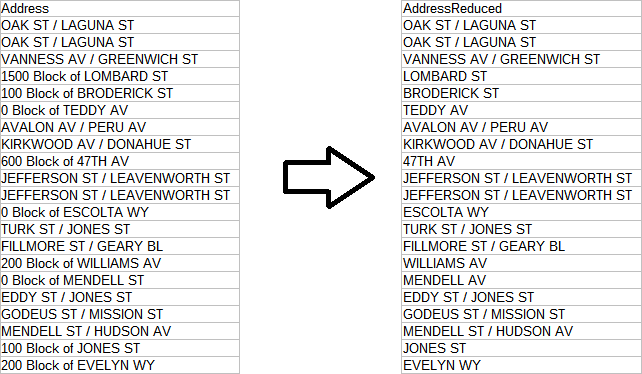 Address
OAK ST / LAGUNA ST
OAK ST / LAGUNA ST
VANNESS AV / GREENWICH ST
1500 Block of LOMBARD ST
100 Block of BRODERICK ST
0 Block of TEDDY AV
AVALON AV / PERU AV
KIRKWOOD AV / DONAHUE ST
600 Block of 47TH AV
JEFFERSON ST / LEAVENWORTH ST
JEFFERSON ST / LEAVENWORTH ST
0 Block of ESCOLTA WY
TURK ST / JONES ST
FILLMORE ST / GEARY BL
200 Block of WILLIAMS AV
0 Block of MENDELL ST
EDDY ST / JONES ST
GODEUS ST / MISSION ST
MENDELL ST / HUDSON AV
100 Block of JONES ST
200 Block of EVELYN WY
AddressReduced
OAK ST / LAGUNA ST
OAK ST / LAGUNA ST
VANNESS AV / GREENWICH ST
LOMBARD ST
BRODERICK ST
TEDDY AV
AVALON AV / PERU AV
KIRKWOOD AV / DONAHUE ST
47TH AV
JEFFERSON ST / LEAVENWORTH ST
JEFFERSON ST / LEAVENWORTH ST
ESCOLTA WY
TURK ST / JONES ST
FILLMORE ST / GEARY BL
WILLIAMS AV
MENDELL AV
EDDY ST / JONES ST
GODEUS ST / MISSION ST
MENDELL ST / HUDSON AV
JONES ST
EVELYN WY